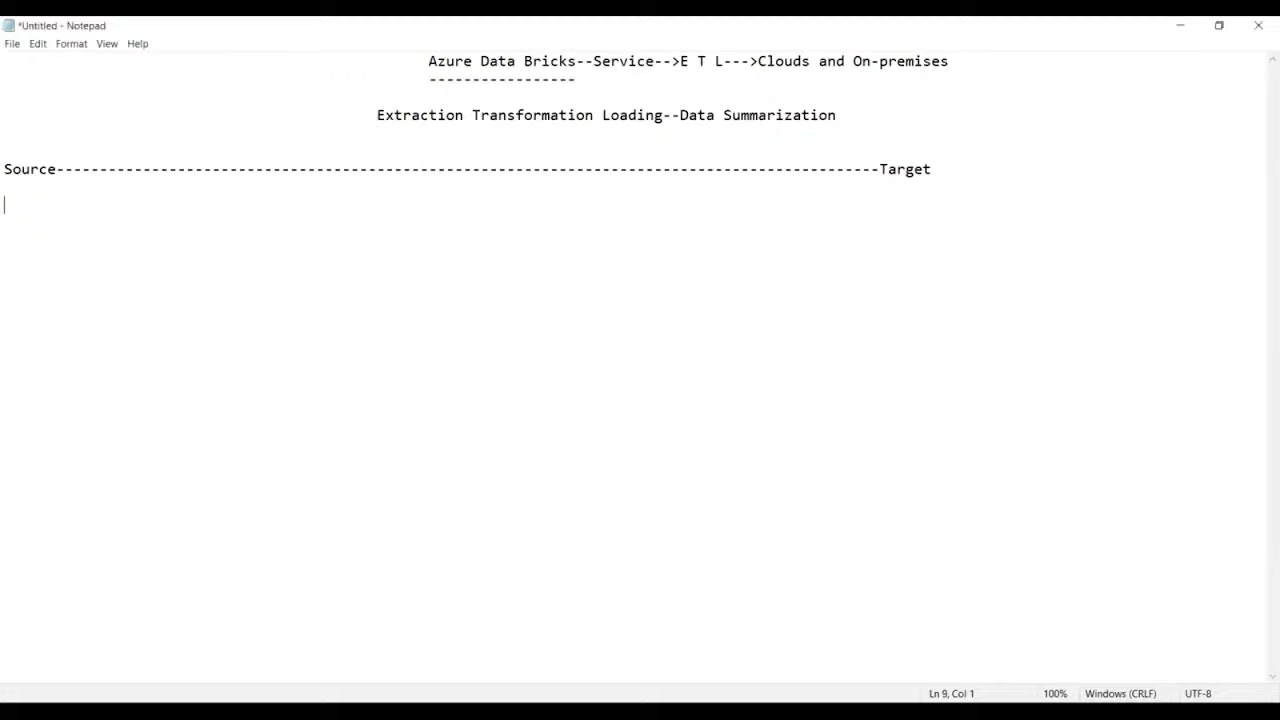 *Untitled - Notepad
File Edit Format View Help
Azure Data Bricks--Service-->E T L--->Clouds and On-premises
-----------------
Extraction Transformation Loading--Data Summarization
Source-----------------------------------------------------------------------------------------------Target
Ln 9, Col 1 100% Windows (CRLF) UTF-8